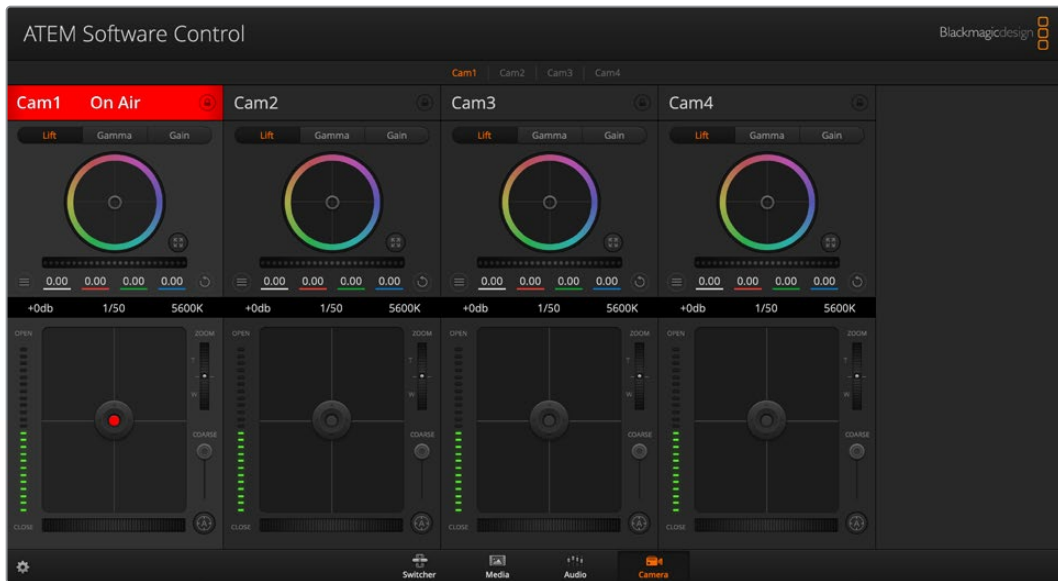 ATEM Software Control
Blackmagicdesign
Cam1 Cam2 Cam3 Cam4
Cam1 On Air Cam2 Cam3 Cam4
Lift Gamma Gain Lift Gamma Gain Lift Gamma Gain Lift Gamma Gain
0.00 0.00 0.00 0.00 0.00 0.00 0.00 0.00 0.00 0.00 0.00 0.00 0.00 0.00 0.00 0.00
+0db 1/50 5600K +0db 1/50 5600K +0db 1/50 5600K +0db 1/50 5600K
OPEN ZOOM OPEN ZOOM OPEN ZOOM OPEN ZOOM
T T T T
W W W W
COARSE COARSE COARSE COARSE
CLOSE A CLOSE A CLOSE A CLOSE A
Switcher Media Audio Camera